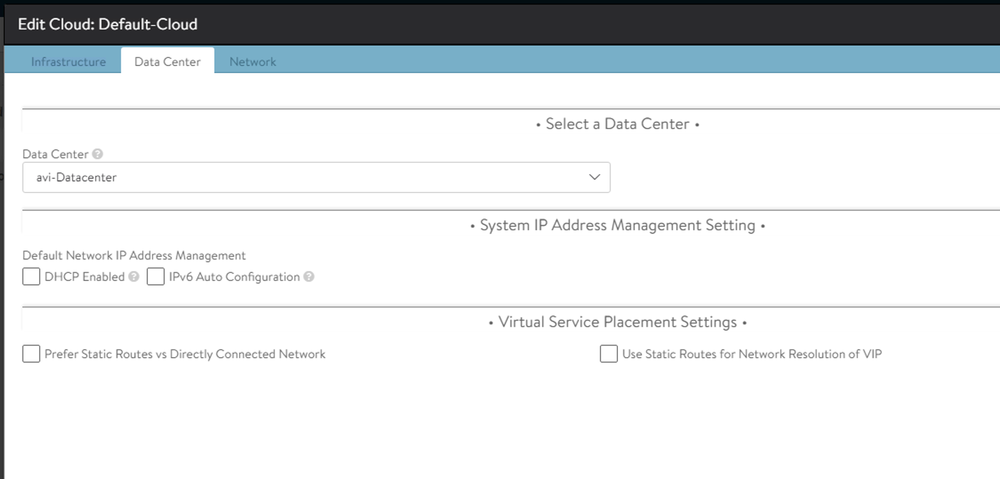 Edit Cloud: Default-Cloud
Infrastructure Data Center Network
• Select a Data Center •
Data Center ?
avi-Datacenter
• System IP Address Management Setting •
Default Network IP Address Management
DHCP Enabled ? IPv6 Auto Configuration ?
• Virtual Service Placement Settings •
Prefer Static Routes vs Directly Connected Network Use Static Routes for Network Resolution of VIP